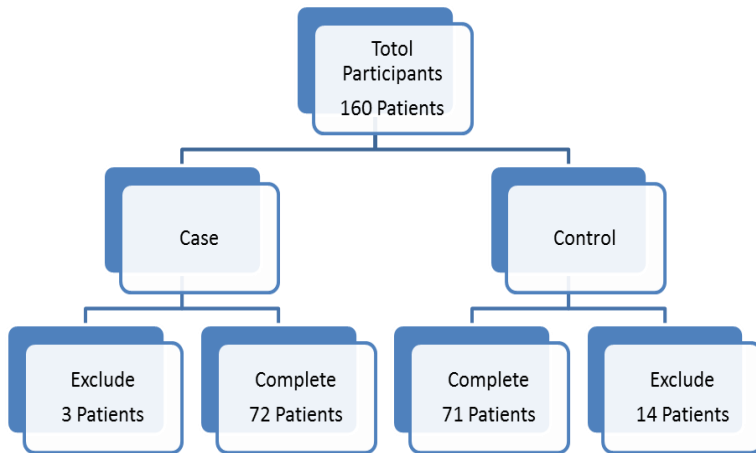 Totol
Participants
160 Patients
Case
Control
Exclude
3 Patients
Complete
72 Patients
Complete
71 Patients
Exclude
14 Patients